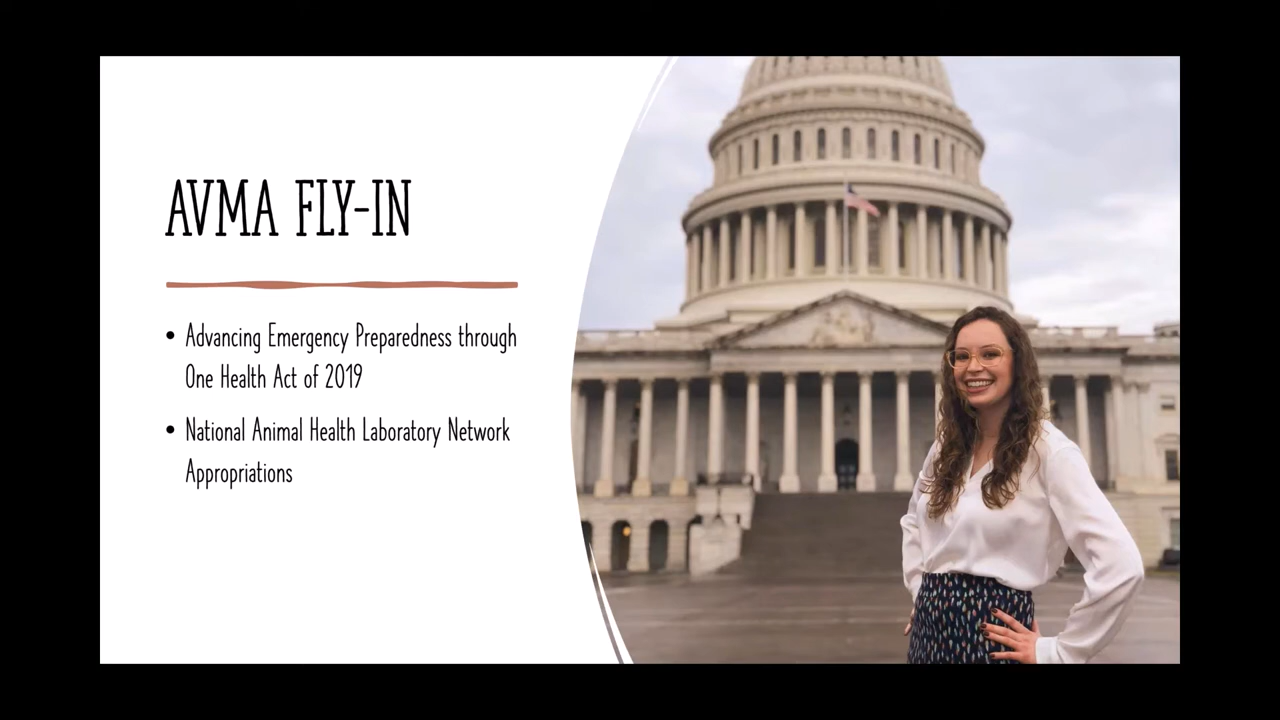 AVMA FLY-IN
• Advancing Emergency Preparedness through
One Health Act of 2019
• National Animal Health Laboratory Network
Appropriations